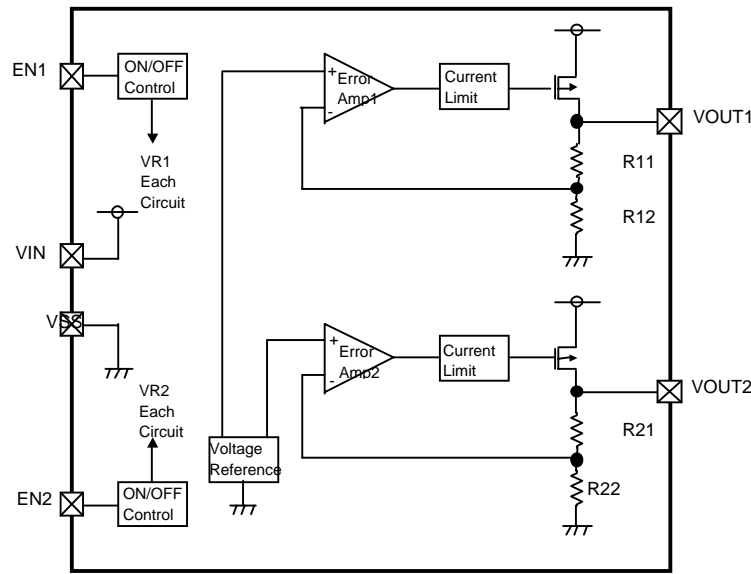 EN1
ON/OFF
Control
VR1
Each
Circuit
VIN
VSS
VR2
Each
Circuit
EN2
ON/OFF
Control
Voltage
Reference
+
-
Error
Amp1
Current
Limit
VOUT1
R11
R12
+
-
Error
Amp2
Current
Limit
VOUT2
R21
R22